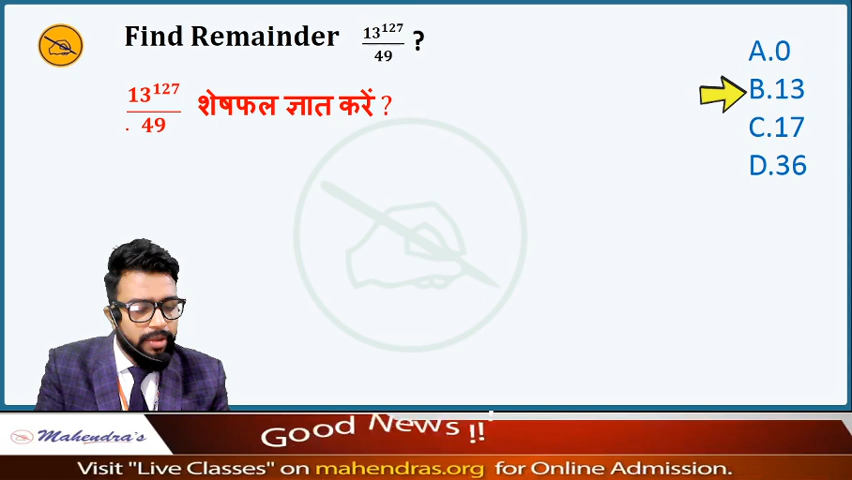 Find Remainder 13^127/49 ?
13^127/49 शेषफल ज्ञात करें ?
A.0
B.13
C.17
D.36
Mahendra's
Good News !!
Visit "Live Classes" on mahendras.org for Online Admission.